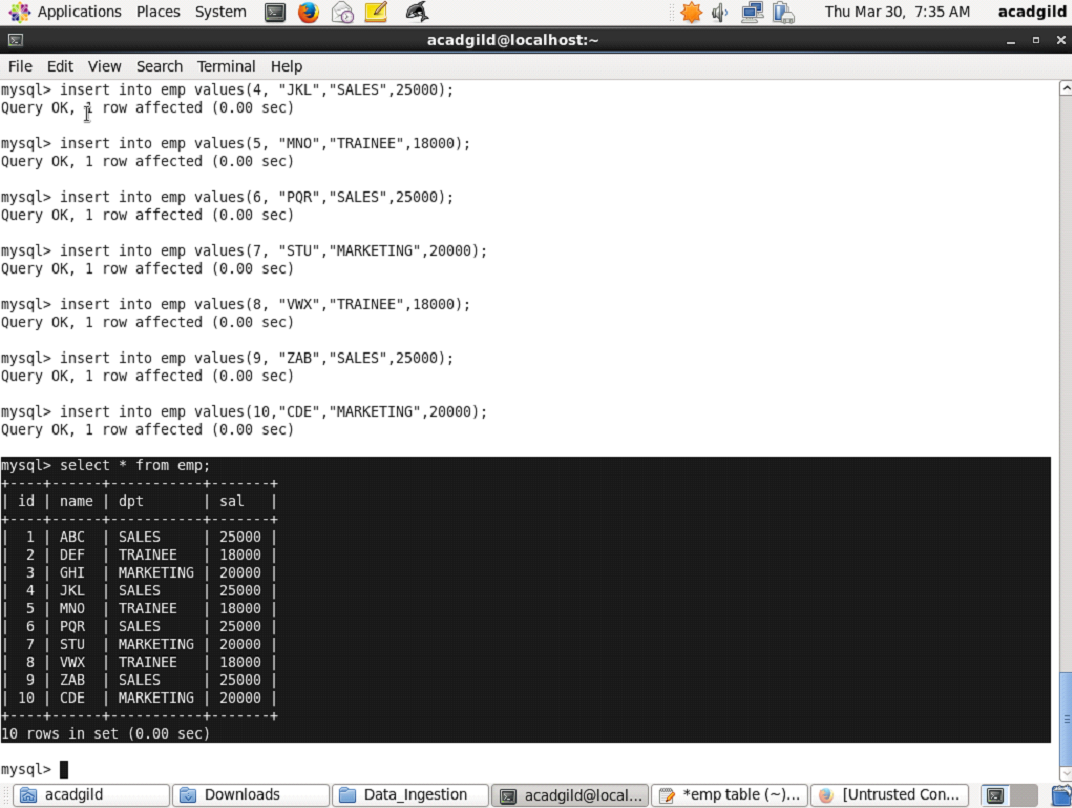 Applications Places System Thu Mar 30, 7:35 AM acadgild
acadgild@localhost:~
File Edit View Search Terminal Help
mysql> insert into emp values(4, "JKL","SALES",25000);
Query OK, 1 row affected (0.00 sec)
mysql> insert into emp values(5, "MNO","TRAINEE",18000);
Query OK, 1 row affected (0.00 sec)
mysql> insert into emp values(6, "PQR","SALES",25000);
Query OK, 1 row affected (0.00 sec)
mysql> insert into emp values(7, "STU","MARKETING",20000);
Query OK, 1 row affected (0.00 sec)
mysql> insert into emp values(8, "VWX","TRAINEE",18000);
Query OK, 1 row affected (0.00 sec)
mysql> insert into emp values(9, "ZAB","SALES",25000);
Query OK, 1 row affected (0.00 sec)
mysql> insert into emp values(10,"CDE","MARKETING",20000);
Query OK, 1 row affected (0.00 sec)
mysql> select * from emp;
+----+------+-----------+-------+
| id | name | dpt       | sal   |
+----+------+-----------+-------+
|  1 | ABC  | SALES     | 25000 |
|  2 | DEF  | TRAINEE   | 18000 |
|  3 | GHI  | MARKETING | 20000 |
|  4 | JKL  | SALES     | 25000 |
|  5 | MNO  | TRAINEE   | 18000 |
|  6 | PQR  | SALES     | 25000 |
|  7 | STU  | MARKETING | 20000 |
|  8 | VWX  | TRAINEE   | 18000 |
|  9 | ZAB  | SALES     | 25000 |
| 10 | CDE  | MARKETING | 20000 |
+----+------+-----------+-------+
10 rows in set (0.00 sec)
mysql>
acadgild Downloads Data_Ingestion acadgild@local... *emp table (~)... [Untrusted Con...